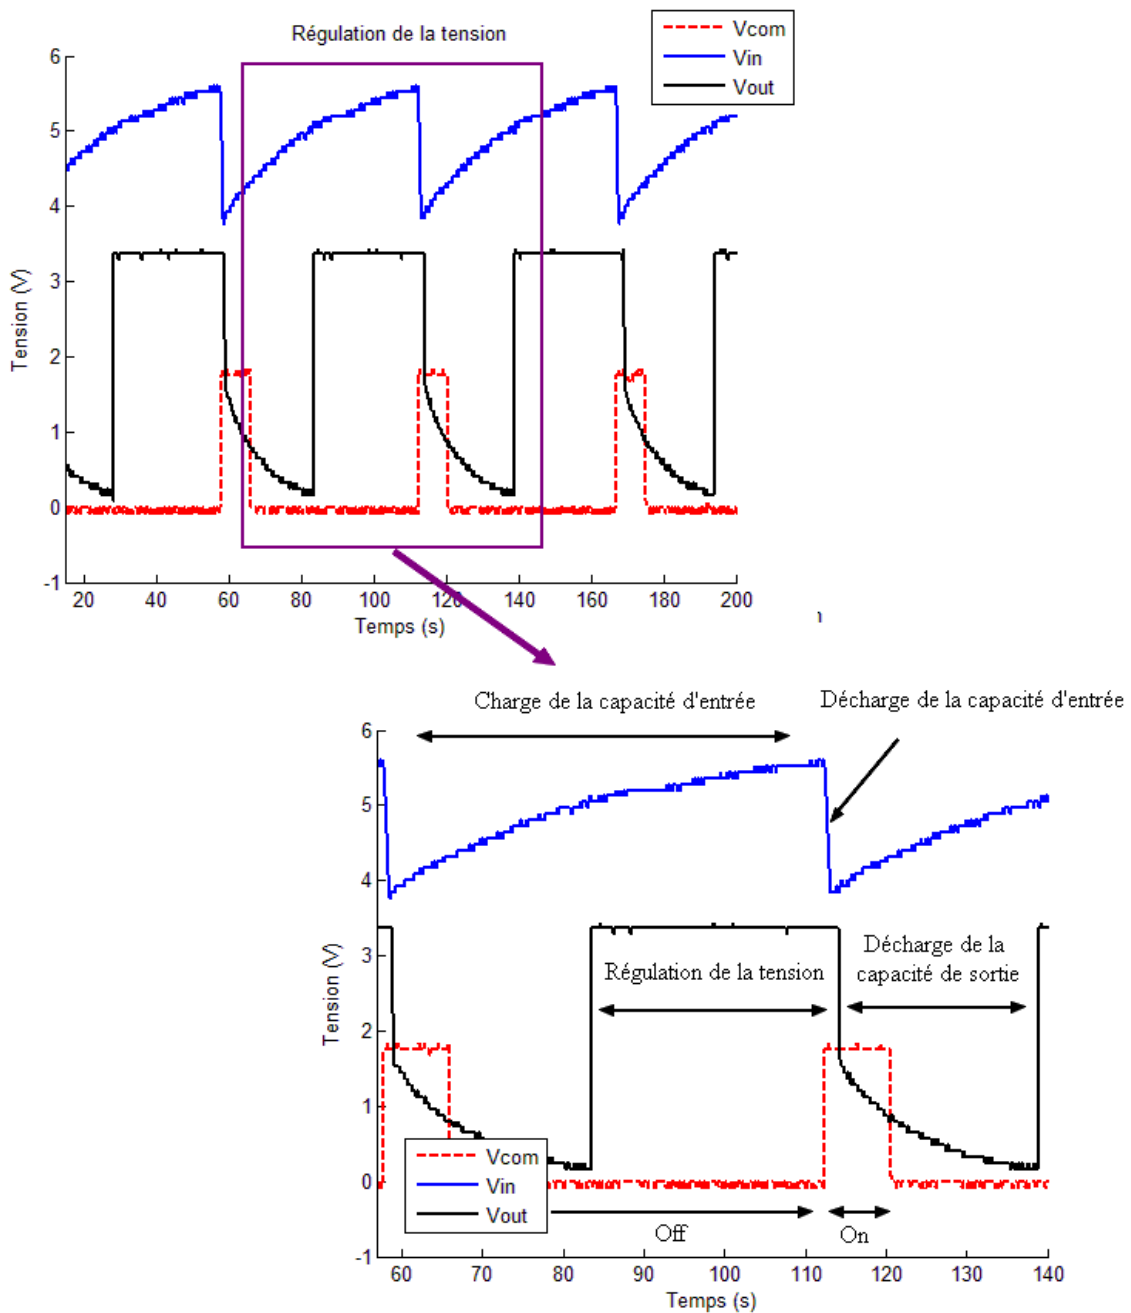 Régulation de la tension
Vcom
Vin
Vout
6
5
4
3
2
1
0
-1
Tension (V)
20 40 60 80 100 120 140 160 180 200
Temps (s)
Charge de la capacité d'entrée
Décharge de la capacité d'entrée
6
5
4
3
2
1
0
-1
Tension (V)
Régulation de la tension
Décharge de la
capacité de sortie
Vcom
Vin
Vout
Off
On
60 70 80 90 100 110 120 130 140
Temps (s)